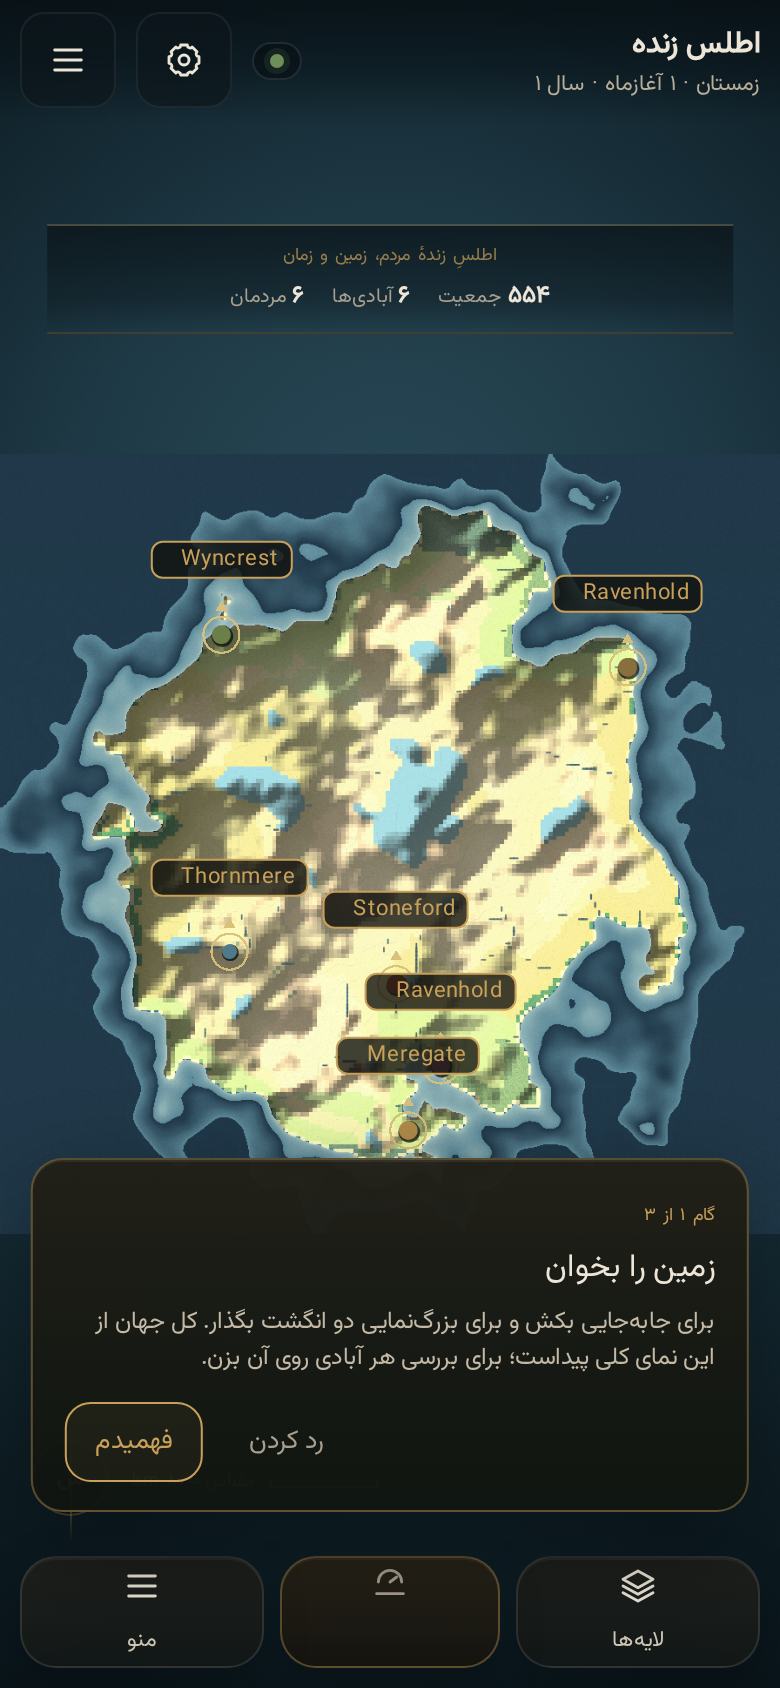 اطلس زنده
زمستان · ۱ آغازماه · سال ۱
اطلسِ زندهٔ مردم، زمین و زمان
۵۵۴ جمعیت ۶ آبادی‌ها ۶ مردمان
Wyncrest
Ravenhold
Thornmere
Stoneford
Ravenhold
Meregate
گام ۱ از ۳
زمین را بخوان
برای جابه‌جایی بکش و برای بزرگ‌نمایی دو انگشت بگذار. کل جهان از
این نمای کلی پیداست؛ برای بررسی هر آبادی روی آن بزن.
رد کردن
فهمیدم
لایه‌ها
منو